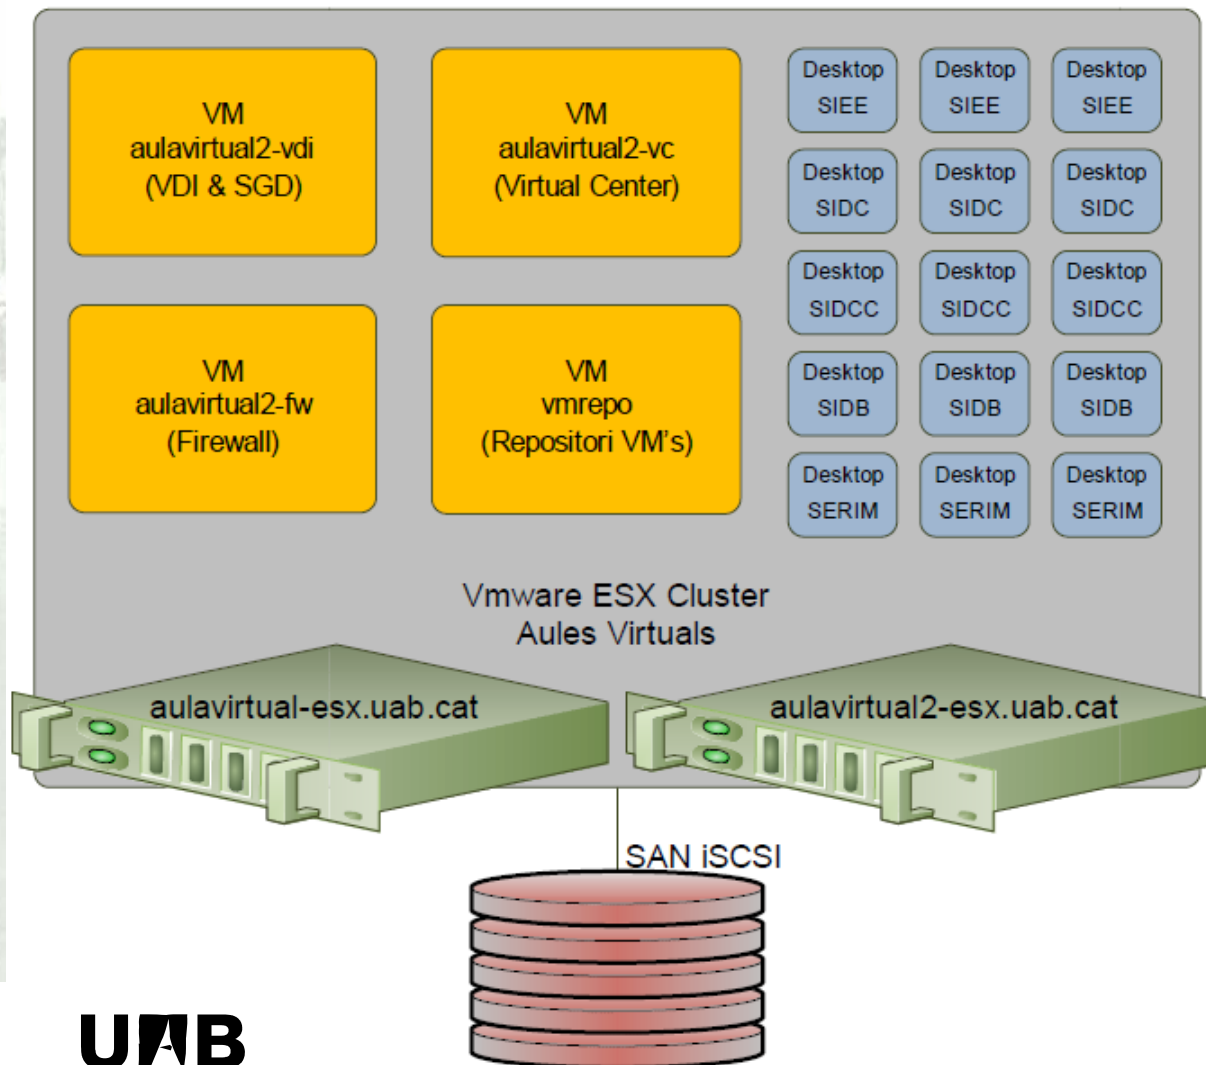 VM
aulavirtual2-vdi
(VDI & SGD)
VM
aulavirtual2-vc
(Virtual Center)
Desktop
SIEE
Desktop
SIEE
Desktop
SIEE
Desktop
SIDC
Desktop
SIDC
Desktop
SIDC
Desktop
SIDCC
Desktop
SIDCC
Desktop
SIDCC
VM
aulavirtual2-fw
(Firewall)
VM
vmrepo
(Repositori VM's)
Desktop
SIDB
Desktop
SIDB
Desktop
SIDB
Desktop
SERIM
Desktop
SERIM
Desktop
SERIM
Vmware ESX Cluster
Aules Virtuals
aulavirtual-esx.uab.cat
aulavirtual2-esx.uab.cat
SAN iSCSI
UAB